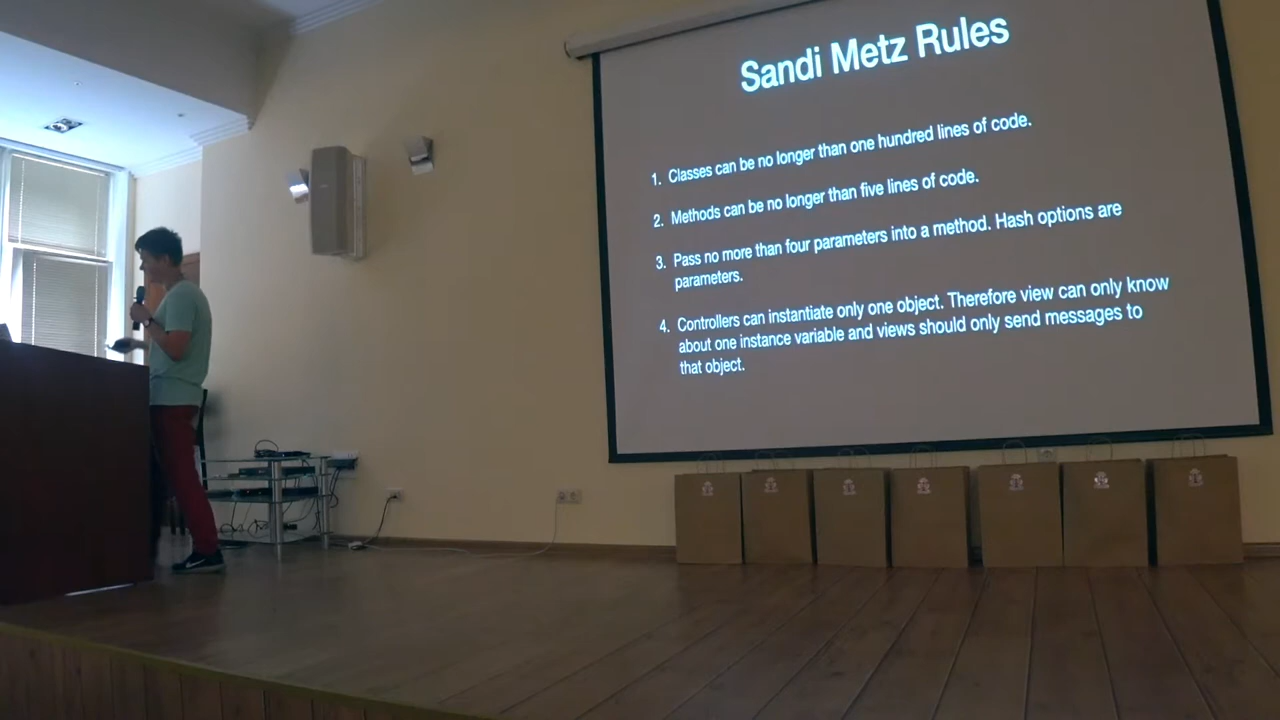 Sandi Metz Rules
1. Classes can be no longer than one hundred lines of code.
2. Methods can be no longer than five lines of code.
3. Pass no more than four parameters into a method. Hash options are
parameters.
4. Controllers can instantiate only one object. Therefore view can only know
about one instance variable and views should only send messages to
that object.